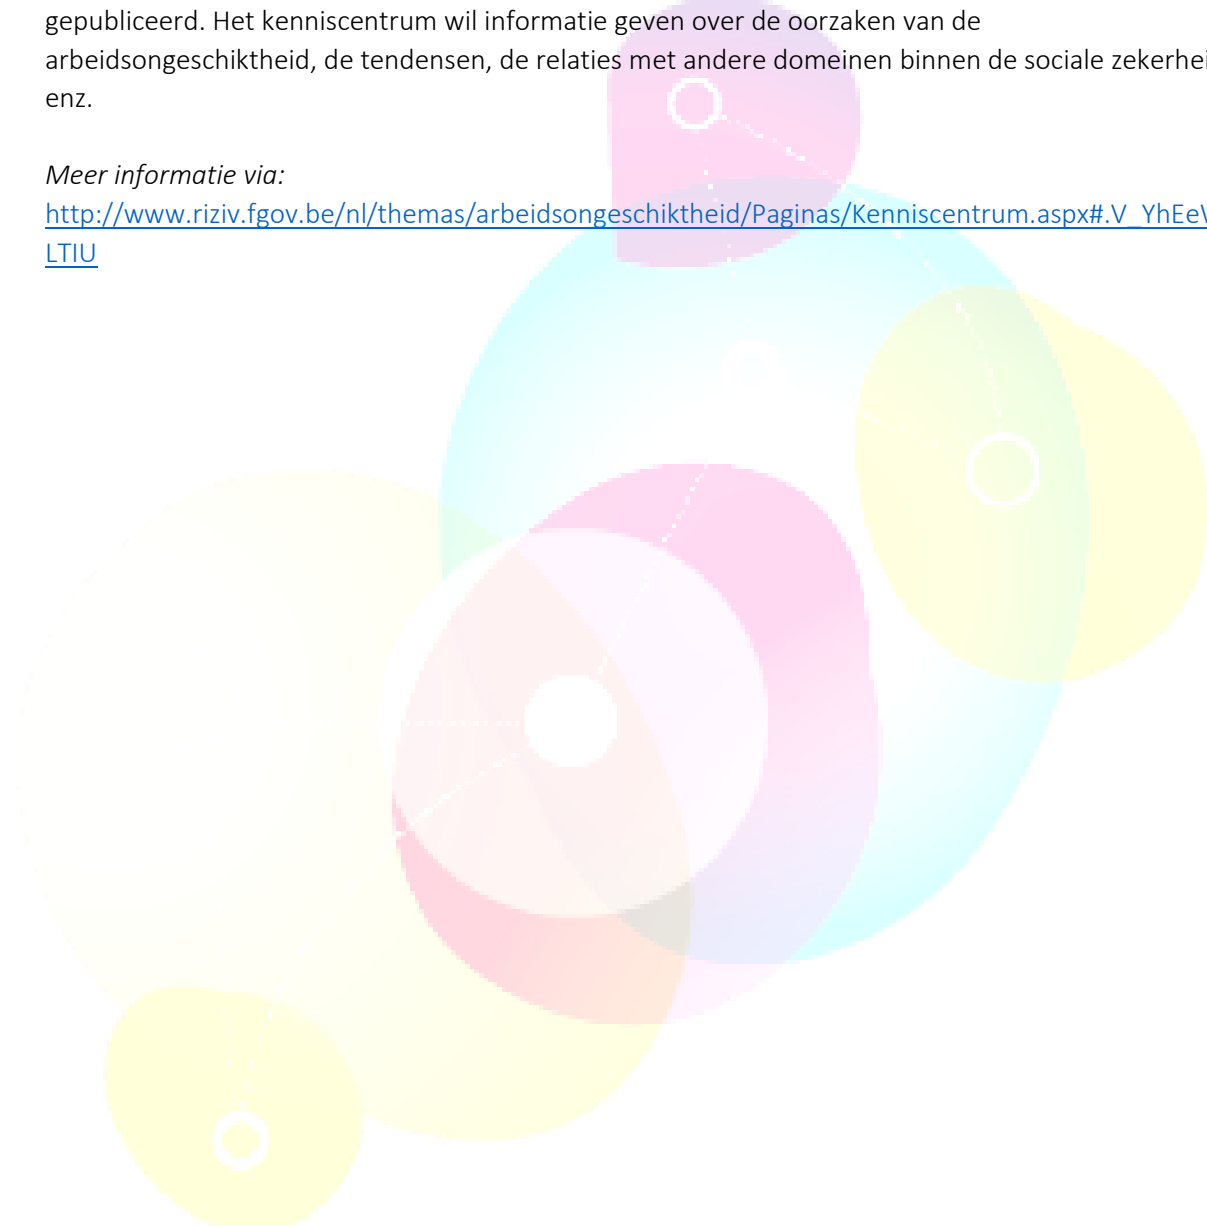 gepubliceerd. Het kenniscentrum wil informatie geven over de oorzaken van de
arbeidsongeschiktheid, de tendensen, de relaties met andere domeinen binnen de sociale
enz.
Meer informatie via:
http://www.riziv.fgov.be/nl/themas/arbeidsongeschiktheid/Paginas/Kenniscentrum.aspx#.V_YhEe
LTIU